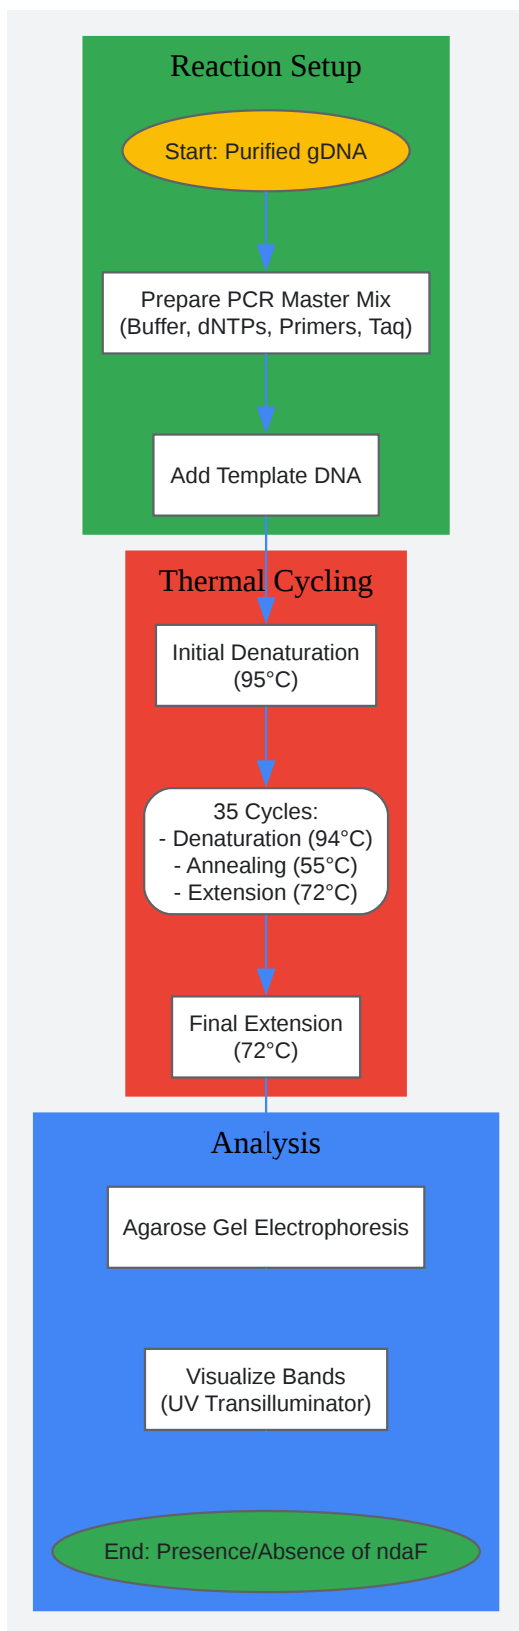 Reaction Setup
Start: Purified gDNA
Prepare PCR Master Mix
(Buffer, dNTPs, Primers, Taq)
Add Template DNA
Thermal Cycling
Initial Denaturation
(95°C)
35 Cycles:
- Denaturation (94°C)
- Annealing (55°C)
- Extension (72°C)
Final Extension
(72°C)
Analysis
Agarose Gel Electrophoresis
Visualize Bands
(UV Transilluminator)
End: Presence/Absence of ndaF